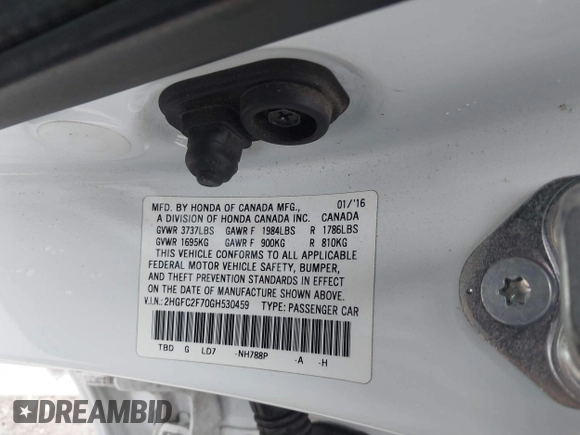 MFD. BY HONDA OF CANADA MFG., 01/'16
A DIVISION OF HONDA CANADA INC. CANADA
GVWR 3737LBS GAWR F 1984LBS R 1786LBS
GVWR 1695KG GAWR F 900KG R 810KG
THIS VEHICLE CONFORMS TO ALL APPLICABLE
FEDERAL MOTOR VEHICLE SAFETY, BUMPER,
AND THEFT PREVENTION STANDARDS IN EFFECT
ON THE DATE OF MANUFACTURE SHOWN ABOVE.
V.I.N.: 2HGFC2F70GH530459 TYPE: PASSENGER CAR
TBD G LD7 -NH788P -A -H
DREAMBID